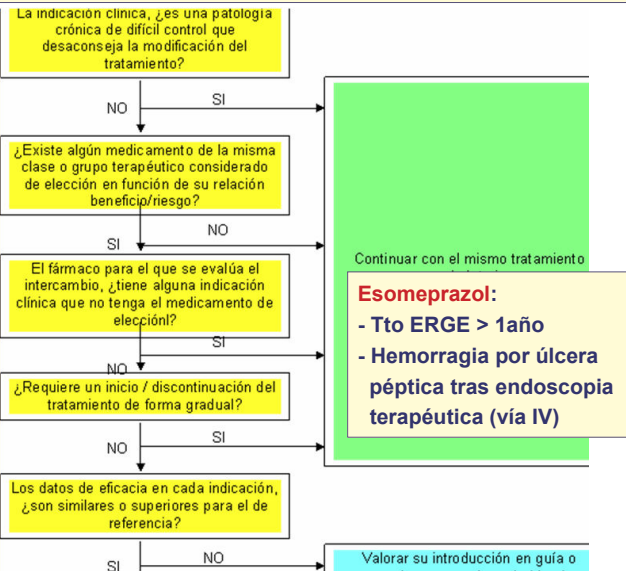 La indicación clínica, ¿es una patología
crónica de difícil control que
desaconseja la modificación del
tratamiento?
NO
SI
¿Existe algún medicamento de la misma
clase o grupo terapéutico considerado
de elección en función de su relación
beneficio/riesgo?
NO
SI
El fármaco para el que se evalúa el
intercambio, ¿tiene alguna indicación
clínica que no tenga el medicamento de
elecciónl?
SI
NO
¿Requiere un inicio / discontinuación del
tratamiento de forma gradual?
SI
NO
Los datos de eficacia en cada indicación,
¿son similares o superiores para el de
referencia?
NO
SI
Continuar con el mismo tratamiento
Esomeprazol:
- Tto ERGE > 1año
- Hemorragia por úlcera
péptica tras endoscopia
terapéutica (vía IV)
Valorar su introducción en guía o